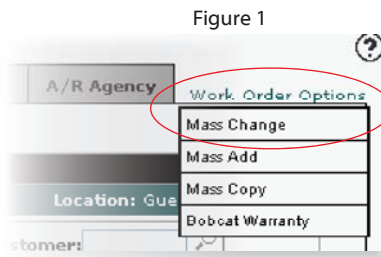 Figure 1
?
A/R Agency
Work Order Options
Mass Change
Mass Add
Location: Gue
Mass Copy
stomer:
Bobcat Warranty